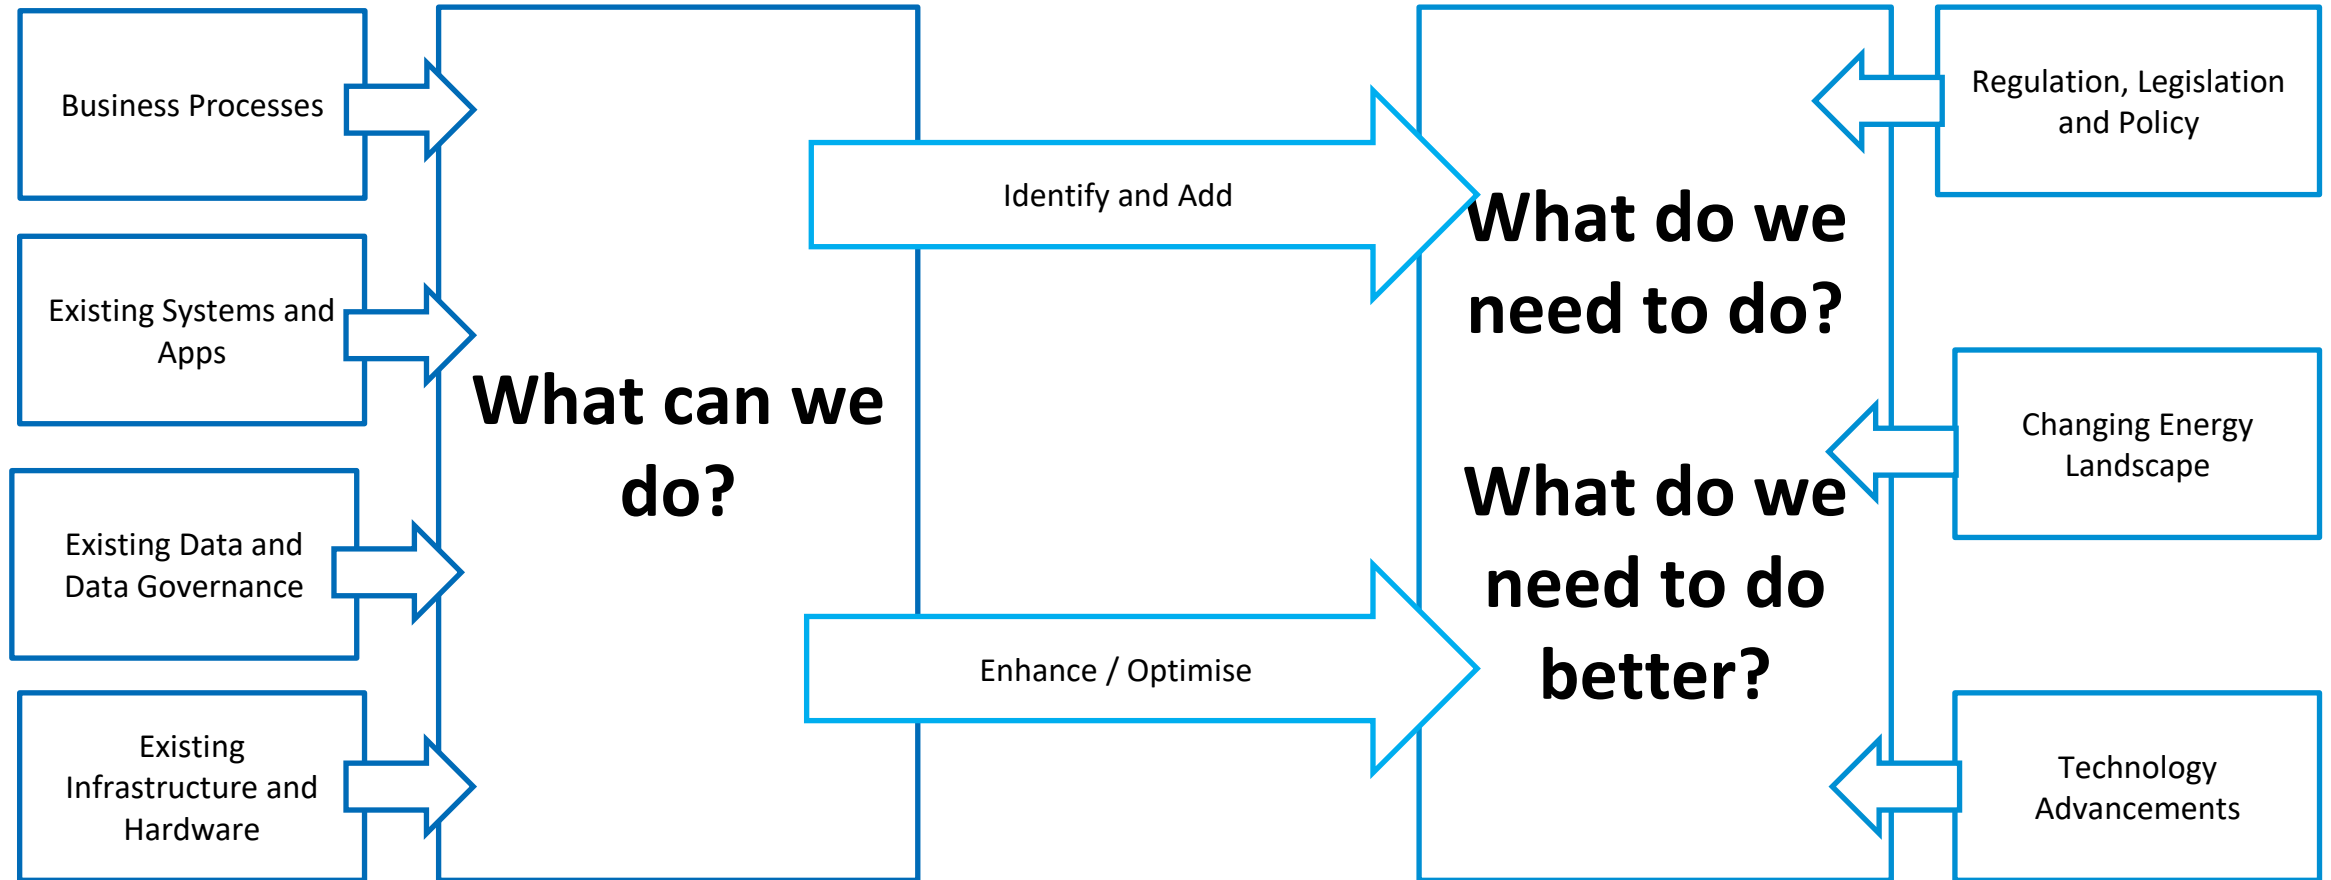 Business Processes
Existing Systems and
Apps
Existing Data and
Data Governance
Existing
Infrastructure and
Hardware
What can we
do?
Identify and Add
Enhance / Optimise
What do we
need to do?
What do we
need to do
better?
Regulation, Legislation
and Policy
Changing Energy
Landscape
Technology
Advancements